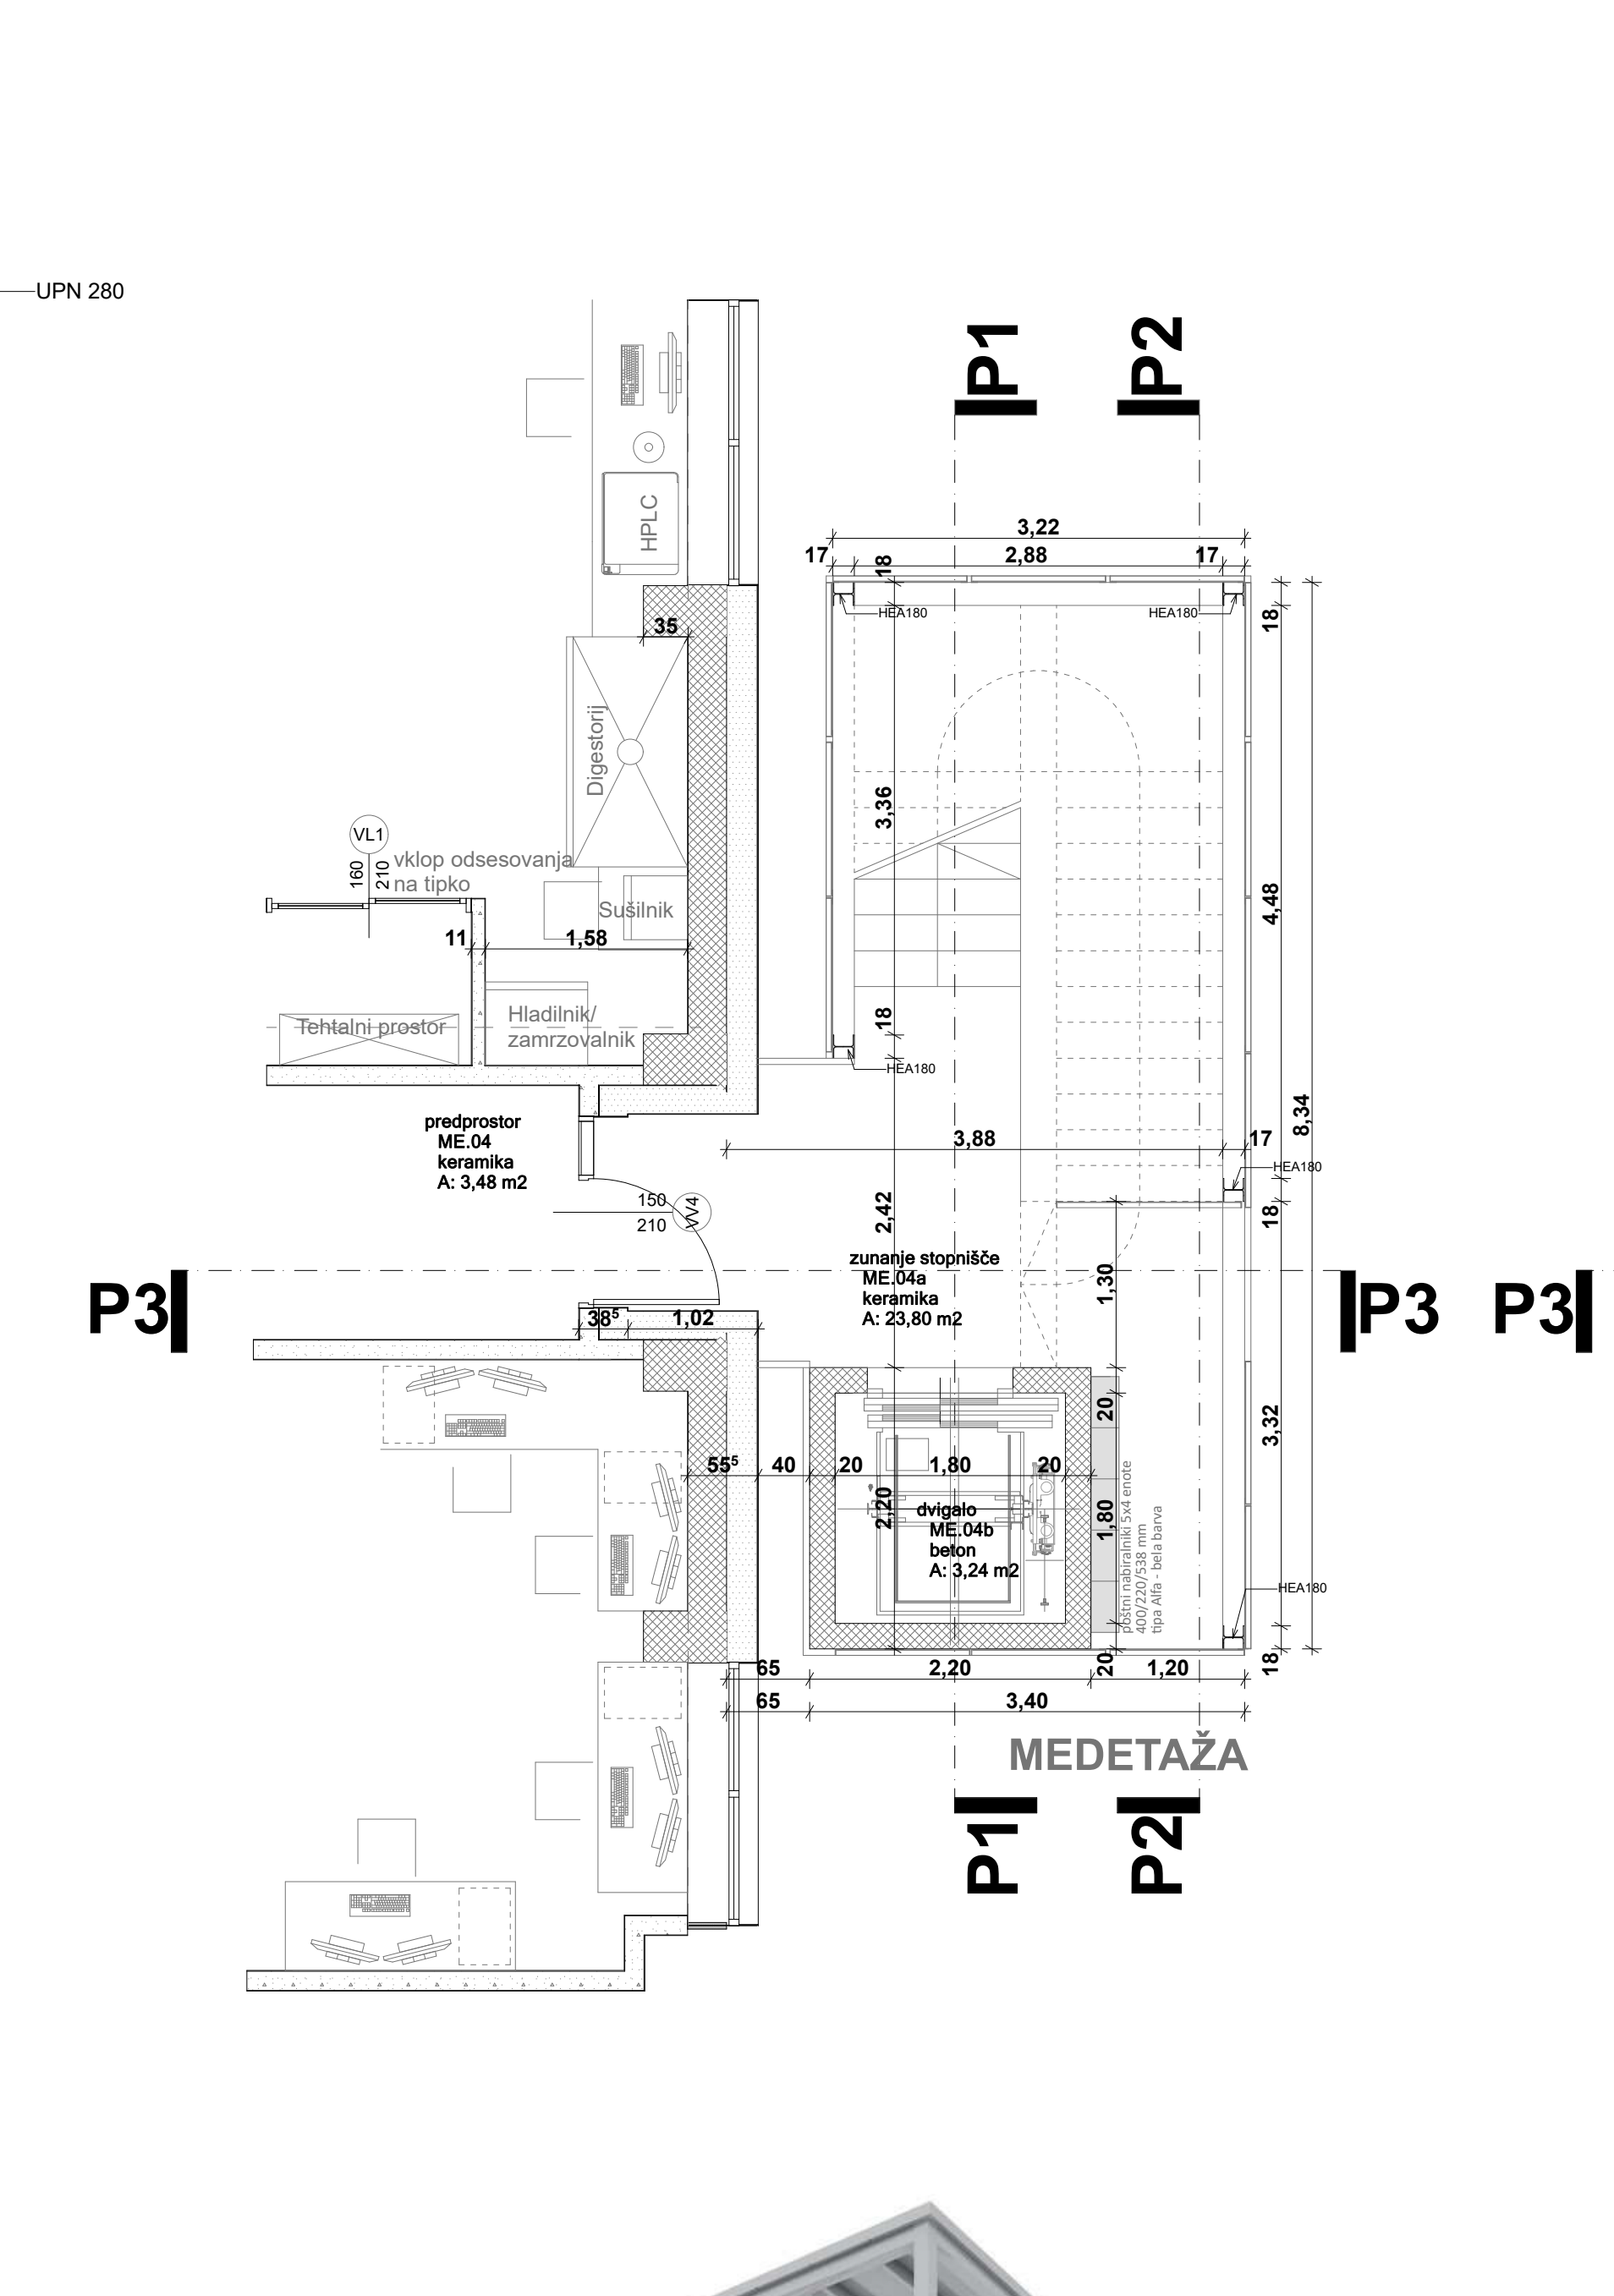 UPN 280
P1
P2
3,22
17
18
2,88
17
HEA180
HEA180
18
HPLC
35
Digestorij
3,36
VL1
160
210
vklop odsesovanja
na tipko
Sušilnik
4,48
11
1,58
Hladilnik/
zamrzovalnik
Tehtalni prostor
18
HEA180
predprostor
ME.04
keramika
A: 3,48 m2
3,88
17
8,34
HEA180
150
210
VV4
2,42
18
zunanje stopnišče
ME.04a
keramika
A: 23,80 m2
1,30
P3
P3
P3
38⁵
1,02
20
3,32
55⁵
40
20
1,80
20
2,20
dvigalo
ME.04b
beton
A: 3,24 m2
1,80
poštni nabiralniki 5x4 enote
400/220/538 mm
tipa Alfa - bela barva
HEA180
65
2,20
20
1,20
18
65
3,40
MEDETAŽA
P1
P2